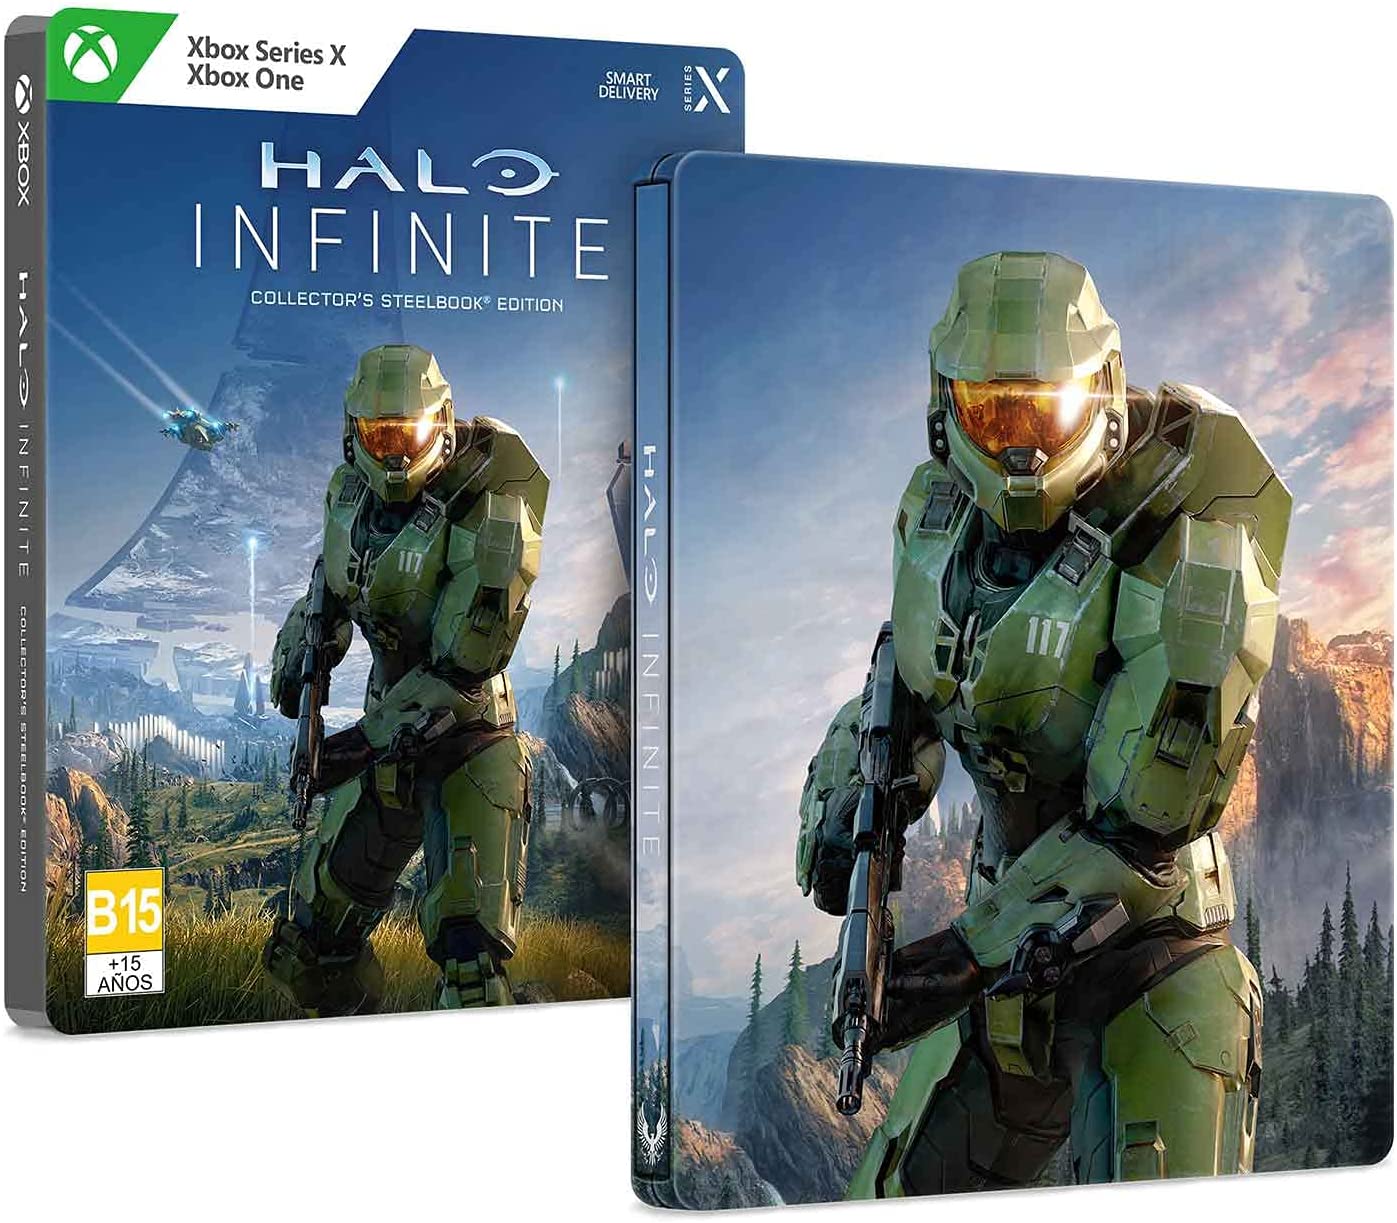 Xbox Series X
Xbox One
SMART
DELIVERY
SERIES X
HALO
INFINITE
COLLECTOR'S STEELBOOK® EDITION
117
B15
+15
AÑOS
XBOX
HALO INFINITE COLLECTOR'S STEELBOOK® EDITION
HALO INFINITE
117